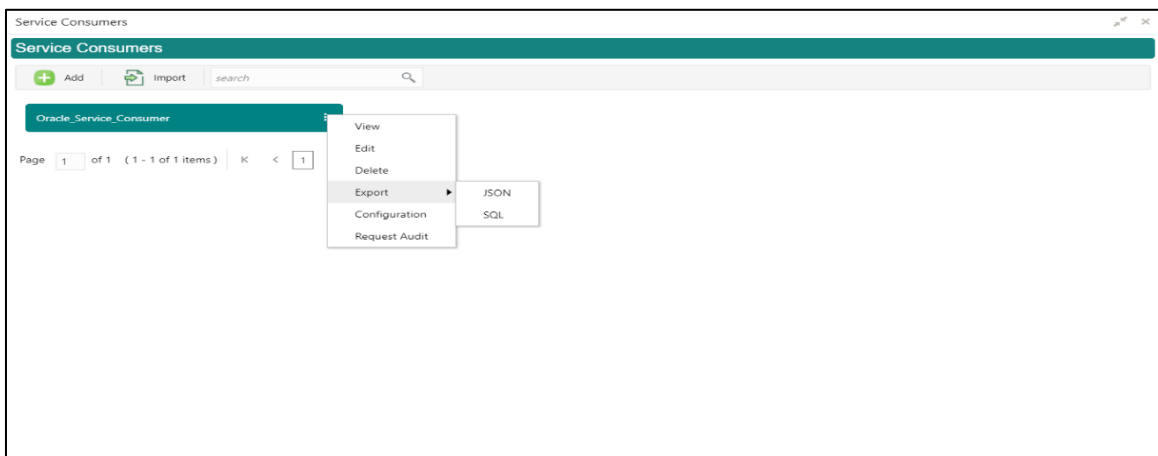 Service Consumers
Service Consumers
Add Import search
Oracle_Service_Consumer
View
Page 1 of 1 (1 - 1 of 1 items) K < 1
Edit
Delete
Export JSON
Configuration SQL
Request Audit